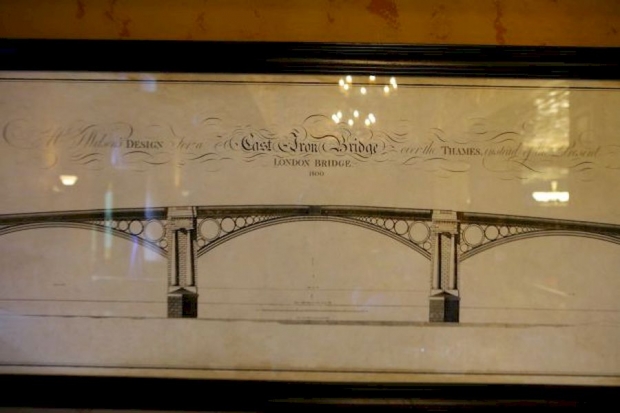 Mr. Wilson's DESIGN for a Cast Iron Bridge over the THAMES, instead of the Present
LONDON BRIDGE
1800